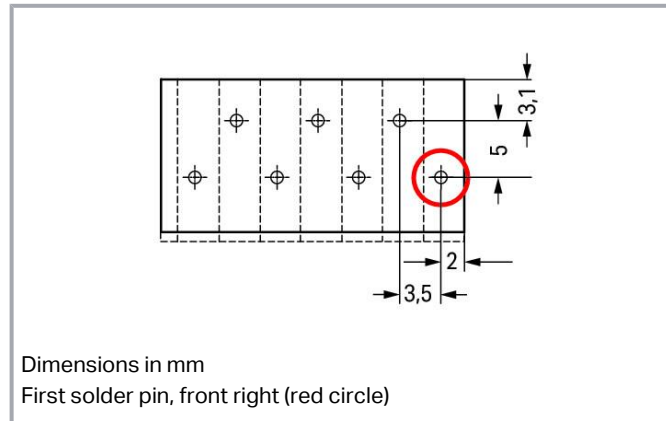 3,1
5
2
3,5
Dimensions in mm
First solder pin, front right (red circle)